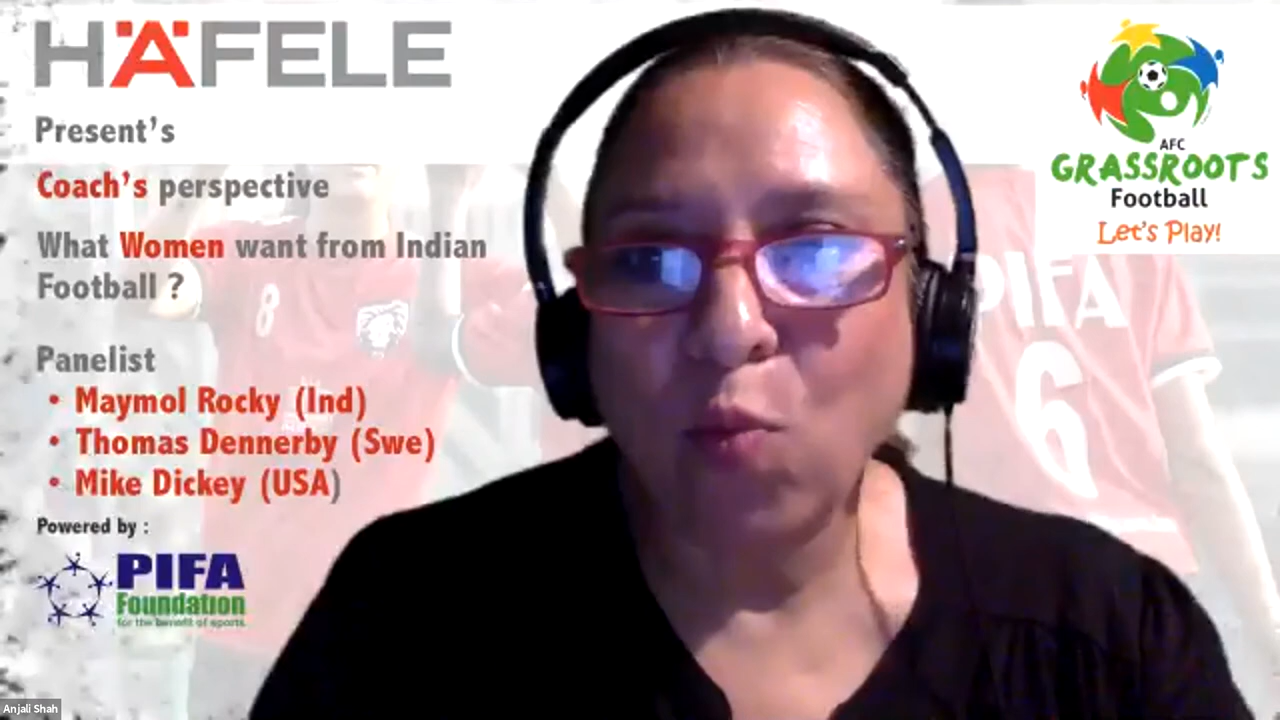 HÄFELE
Present's
Coach's perspective
What Women want from Indian
Football ?
Panelist
• Maymol Rocky (Ind)
• Thomas Dennerby (Swe)
• Mike Dickey (USA)
Powered by :
PIFA
Foundation
for the benefit of sports
AFC
GRASSROOTS
Football
Let's Play!
8
PIFA
6
Anjali Shah